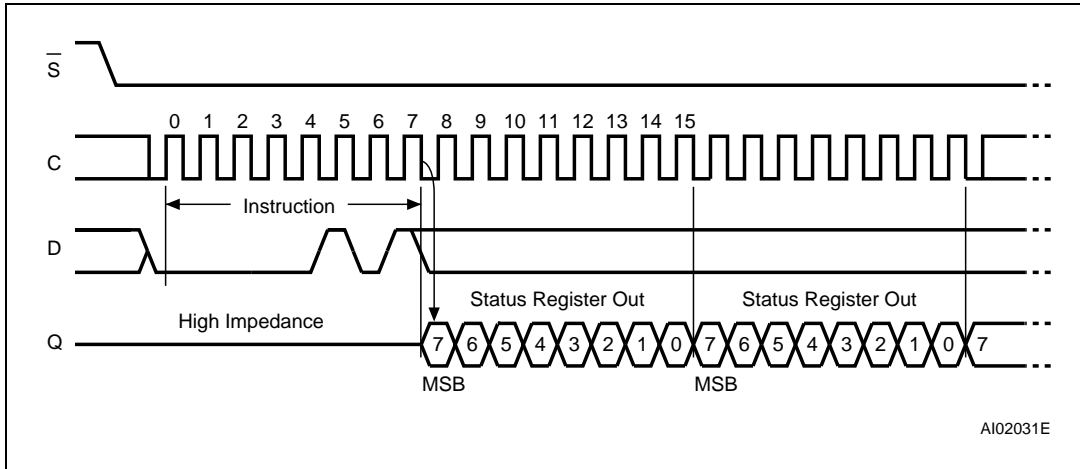 S
0 1 2 3 4 5 6 7 8 9 10 11 12 13 14 15
C
Instruction
D
Status Register Out Status Register Out
High Impedance
Q 7 6 5 4 3 2 1 0 7 6 5 4 3 2 1 0 7
MSB MSB
AI02031E